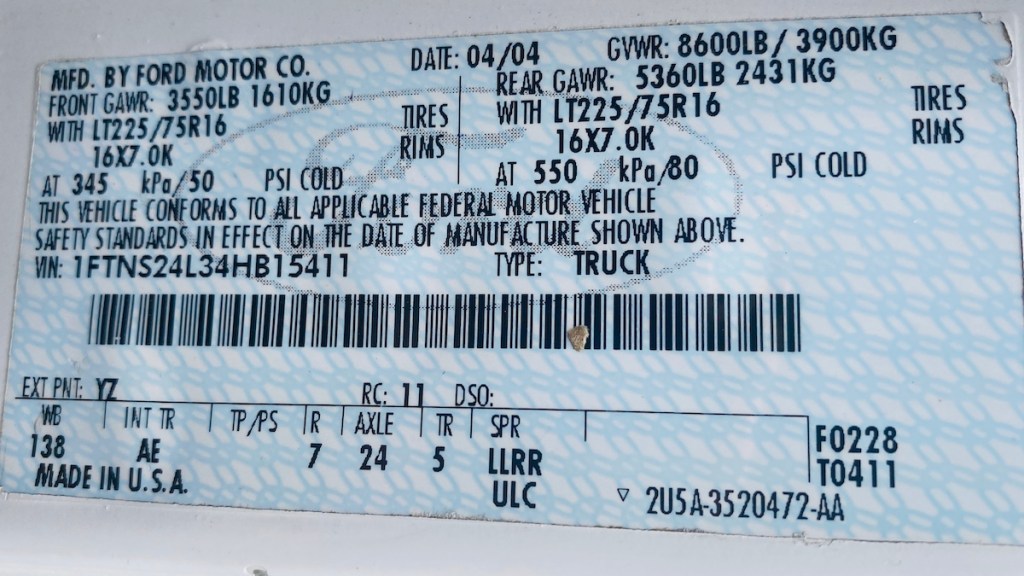 MFD. BY FORD MOTOR CO. DATE: 04/04 GVWR: 8600LB / 3900KG
FRONT GAWR: 3550LB 1610KG REAR GAWR: 5360LB 2431KG
WITH LT225/75R16 TIRES WITH LT225/75R16 TIRES
16X7.0K RIMS 16X7.0K RIMS
AT 345 kPa/50 PSI COLD AT 550 kPa/80 PSI COLD
THIS VEHICLE CONFORMS TO ALL APPLICABLE FEDERAL MOTOR VEHICLE
SAFETY STANDARDS IN EFFECT ON THE DATE OF MANUFACTURE SHOWN ABOVE.
VIN: 1FTNS24L34HB15411 TYPE: TRUCK
EXT PNT: YZ RC: 11 DSO:
WB INT TR TP/PS R AXLE TR SPR
138 AE 7 24 5 LLRR F0228
ULC T0411
MADE IN U.S.A. ▽ 2U5A-3520472-AA